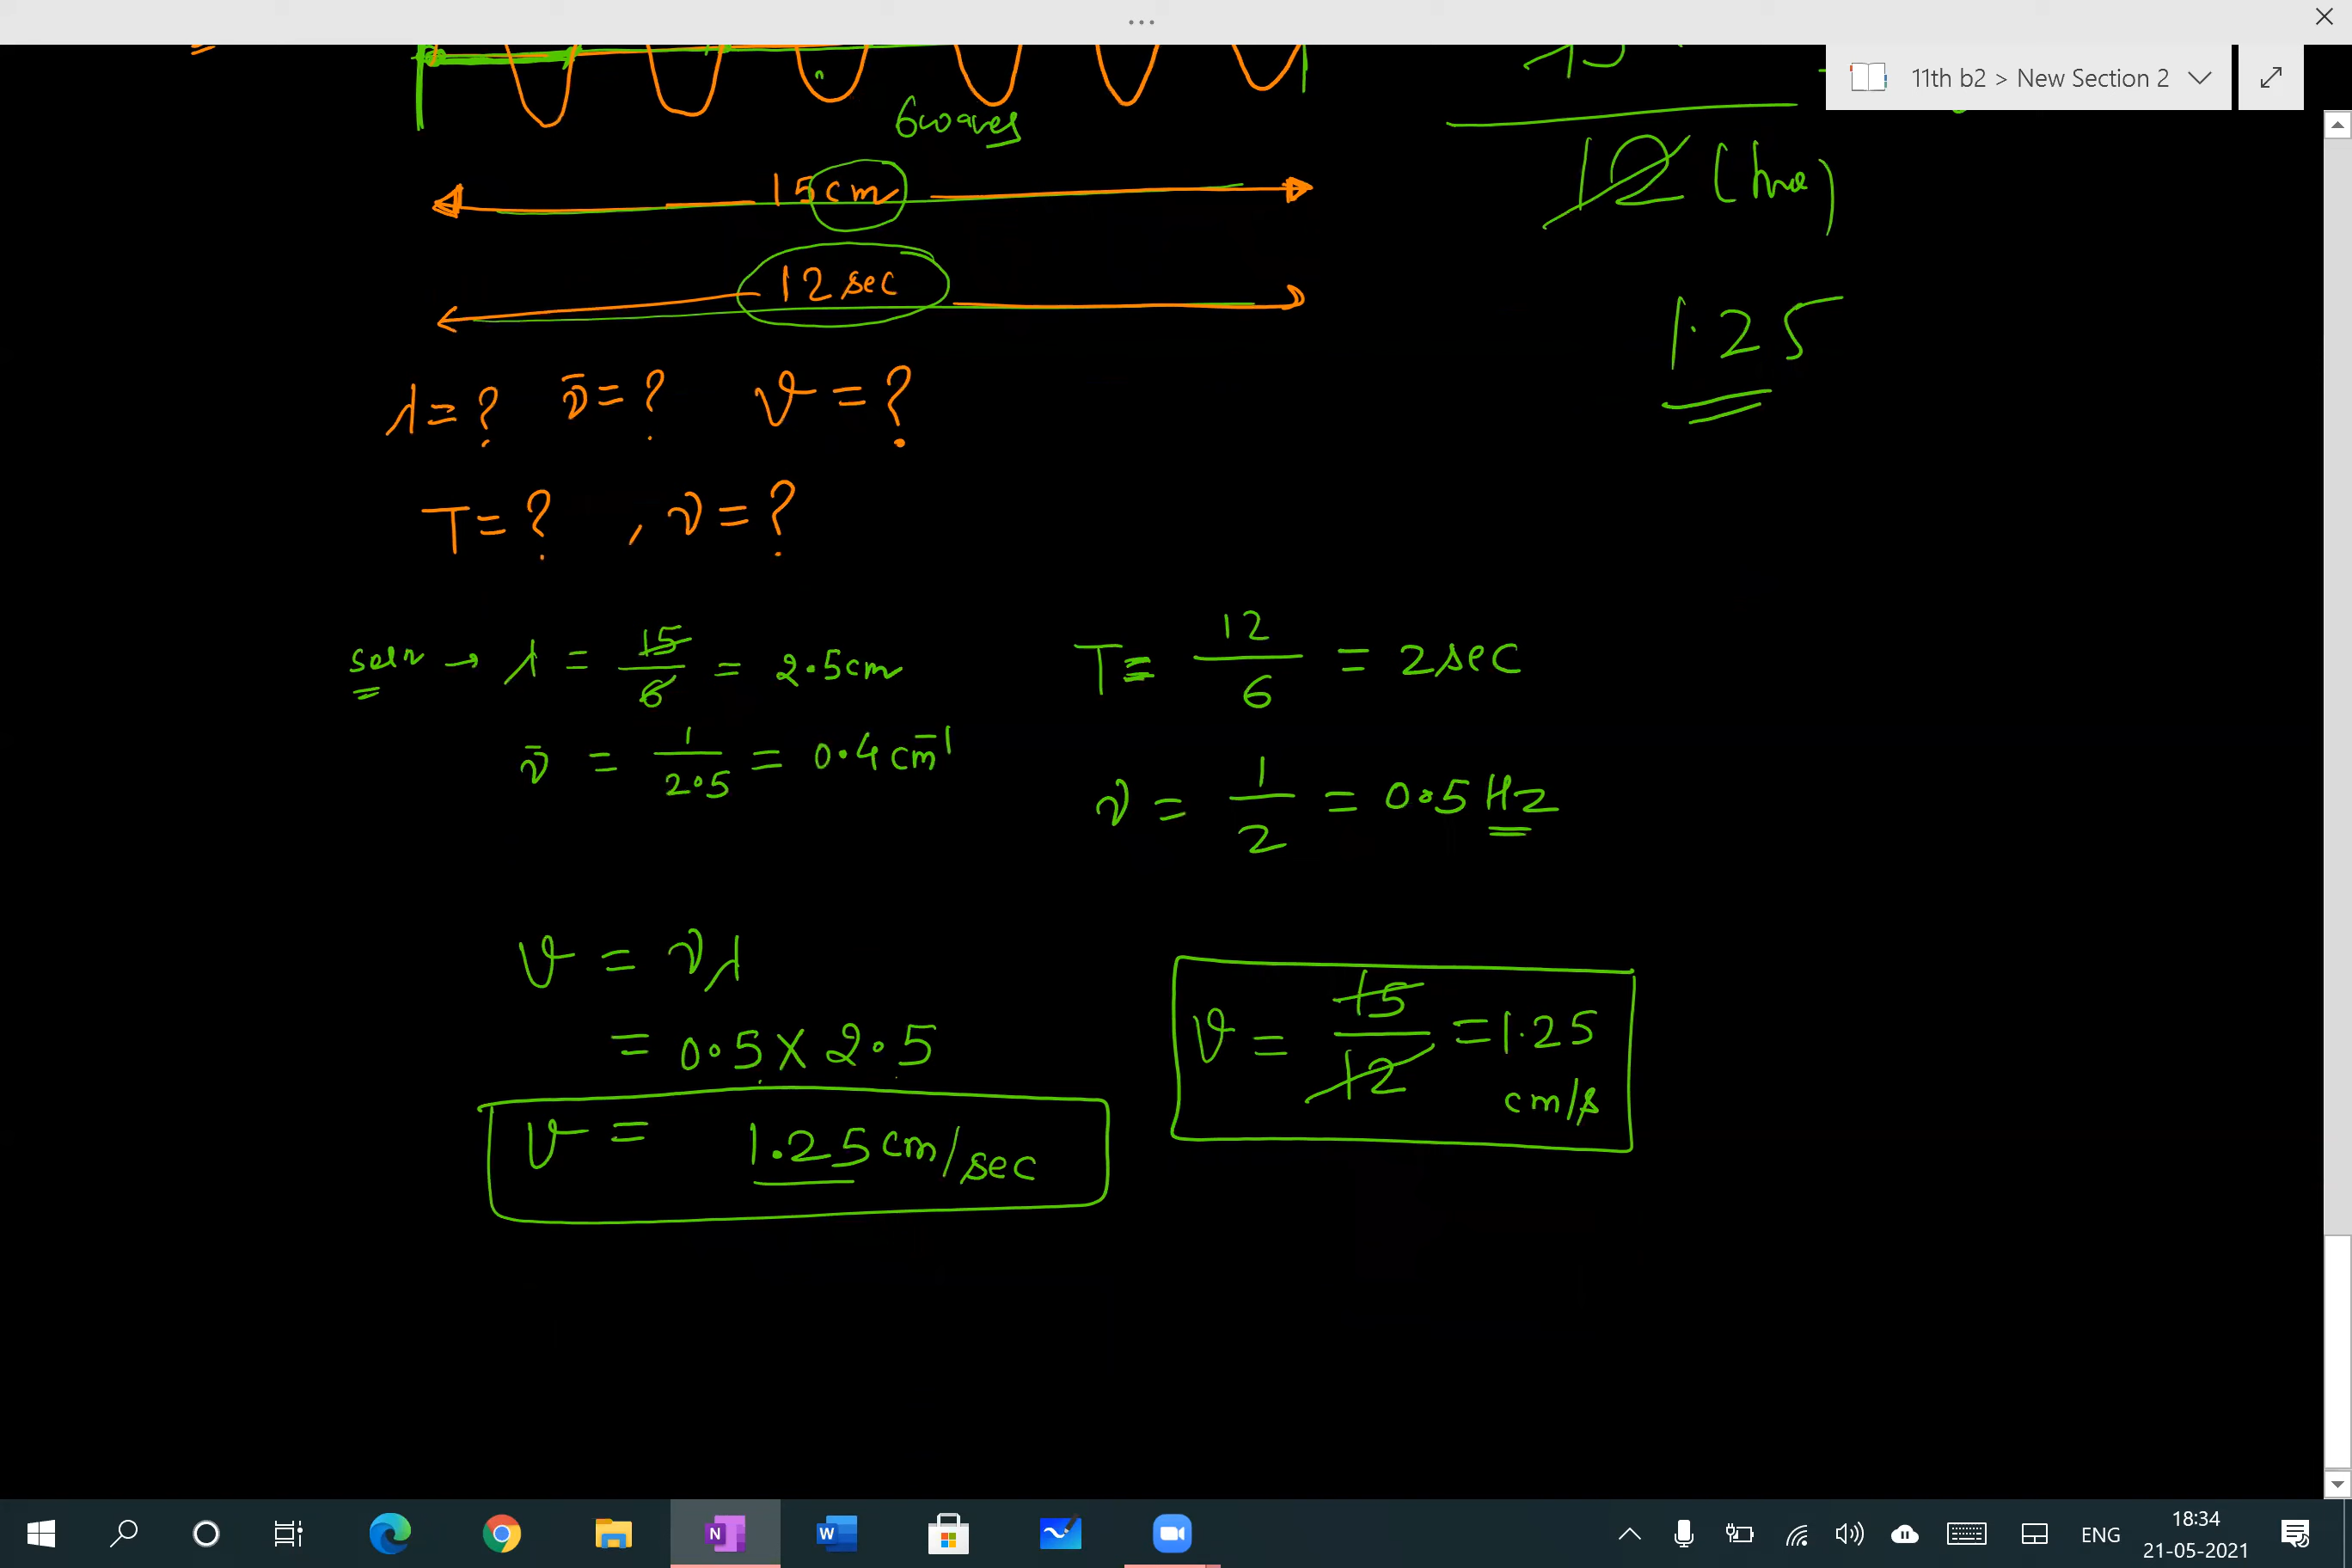 11th b2 > New Section 2
6 waves
15 cm
12 sec
15
12 (time)
1.25
λ = ? ν̄ = ? v = ?
T = ? , ν = ?
soln → λ = 15/6 = 2.5 cm
ν̄ = 1/2.5 = 0.4 cm⁻¹
T = 12/6 = 2 sec
ν = 1/2 = 0.5 Hz
v = νλ
= 0.5 × 2.5
v = 1.25 cm/sec
v = 15/12 = 1.25
cm/s
ENG
18:34
21-05-2021